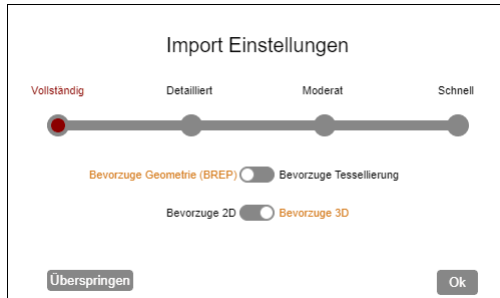 Import Einstellungen
Vollständig Detailliert Moderat Schnell
Bevorzuge Geometrie (BREP) Bevorzuge Tessellierung
Bevorzuge 2D Bevorzuge 3D
Überspringen Ok